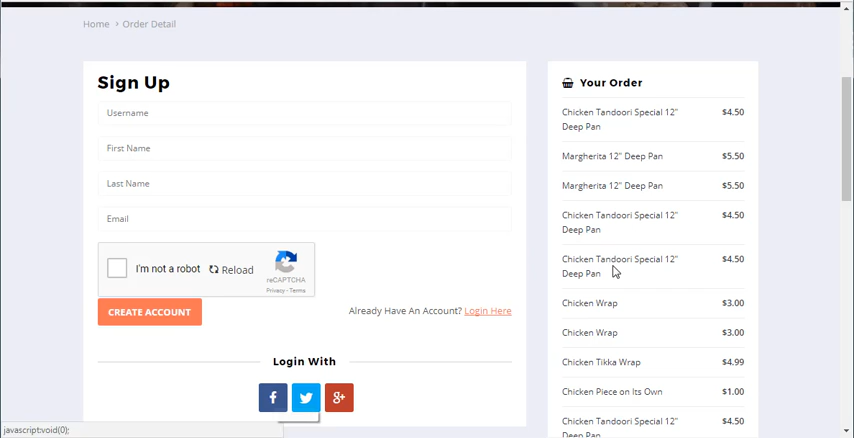 Home > Order Detail
Sign Up
Username
First Name
Last Name
Email
I'm not a robot
Reload
reCAPTCHA
Privacy - Terms
CREATE ACCOUNT
Already Have An Account? Login Here
Login With
Your Order
Chicken Tandoori Special 12" $4.50
Deep Pan
Margherita 12" Deep Pan $5.50
Margherita 12" Deep Pan $5.50
Chicken Tandoori Special 12" $4.50
Deep Pan
Chicken Tandoori Special 12" $4.50
Deep Pan
Chicken Wrap $3.00
Chicken Wrap $3.00
Chicken Tikka Wrap $4.99
Chicken Piece on Its Own $1.00
Chicken Tandoori Special 12" $4.50
Deep Pan
javascript:void(0);